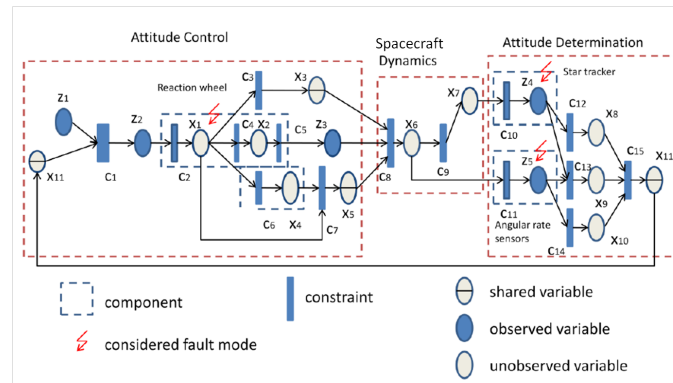 Attitude Control
Spacecraft
Dynamics
Attitude Determination
Reaction wheel
Star tracker
Z1
Z2
X11
C1
C2
X1
C3
X3
C4
X2
C5
Z3
C6
X4
C7
X5
C8
X6
C9
X7
C10
Z4
C12
X8
C15
X11
C11
Z5
C13
X9
C14
X10
Angular rate
sensors
component
constraint
considered fault mode
shared variable
observed variable
unobserved variable